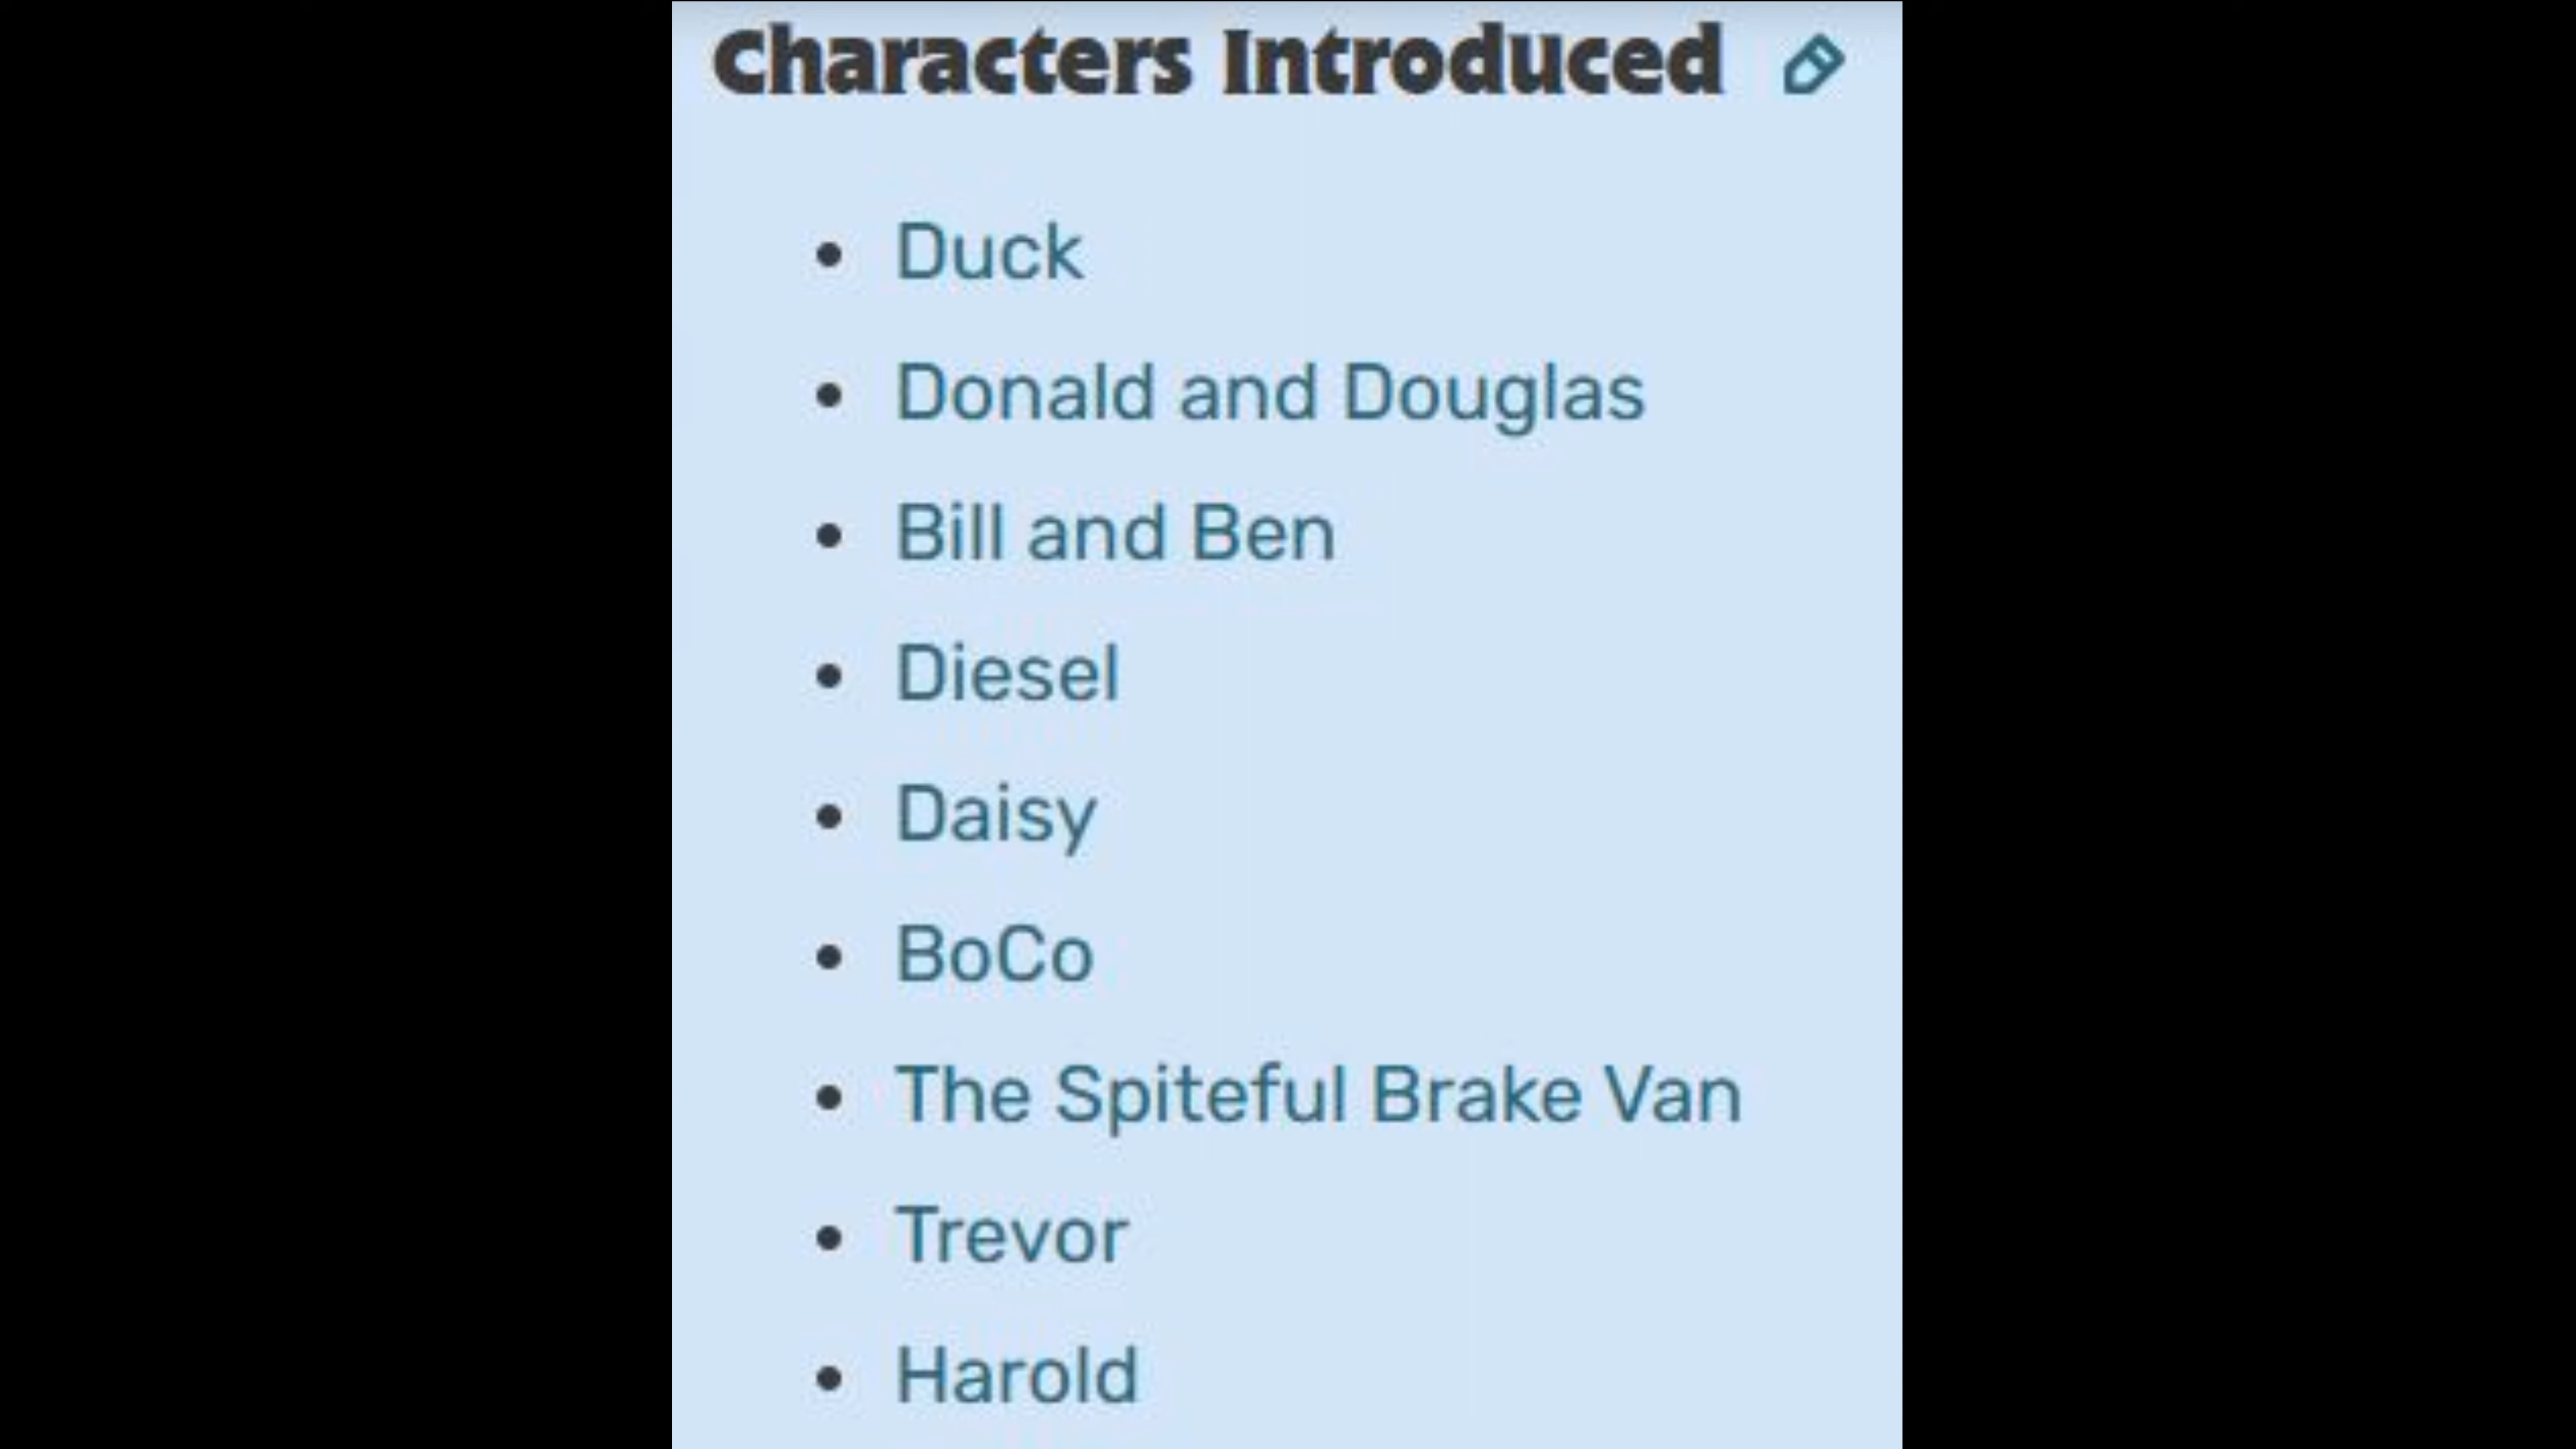 Characters Introduced
Duck
Donald and Douglas
Bill and Ben
Diesel
Daisy
BoCo
The Spiteful Brake Van
Trevor
Harold